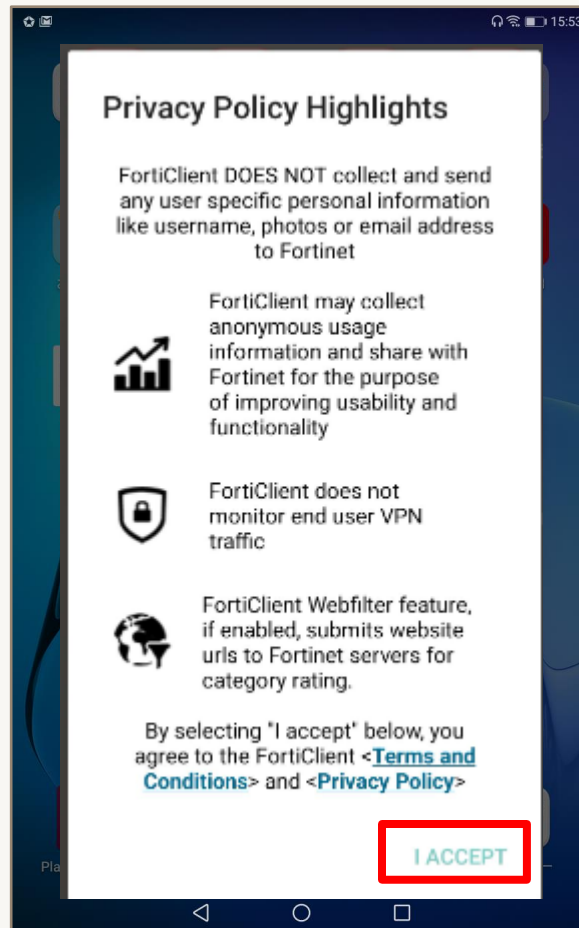 15:53
Privacy Policy Highlights
FortiClient DOES NOT collect and send
any user specific personal information
like username, photos or email address
to Fortinet
FortiClient may collect
anonymous usage
information and share with
Fortinet for the purpose
of improving usability and
functionality
FortiClient does not
monitor end user VPN
traffic
FortiClient Webfilter feature,
if enabled, submits website
urls to Fortinet servers for
category rating.
By selecting "I accept" below, you
agree to the FortiClient <Terms and
Conditions> and <Privacy Policy>
I ACCEPT
Pla